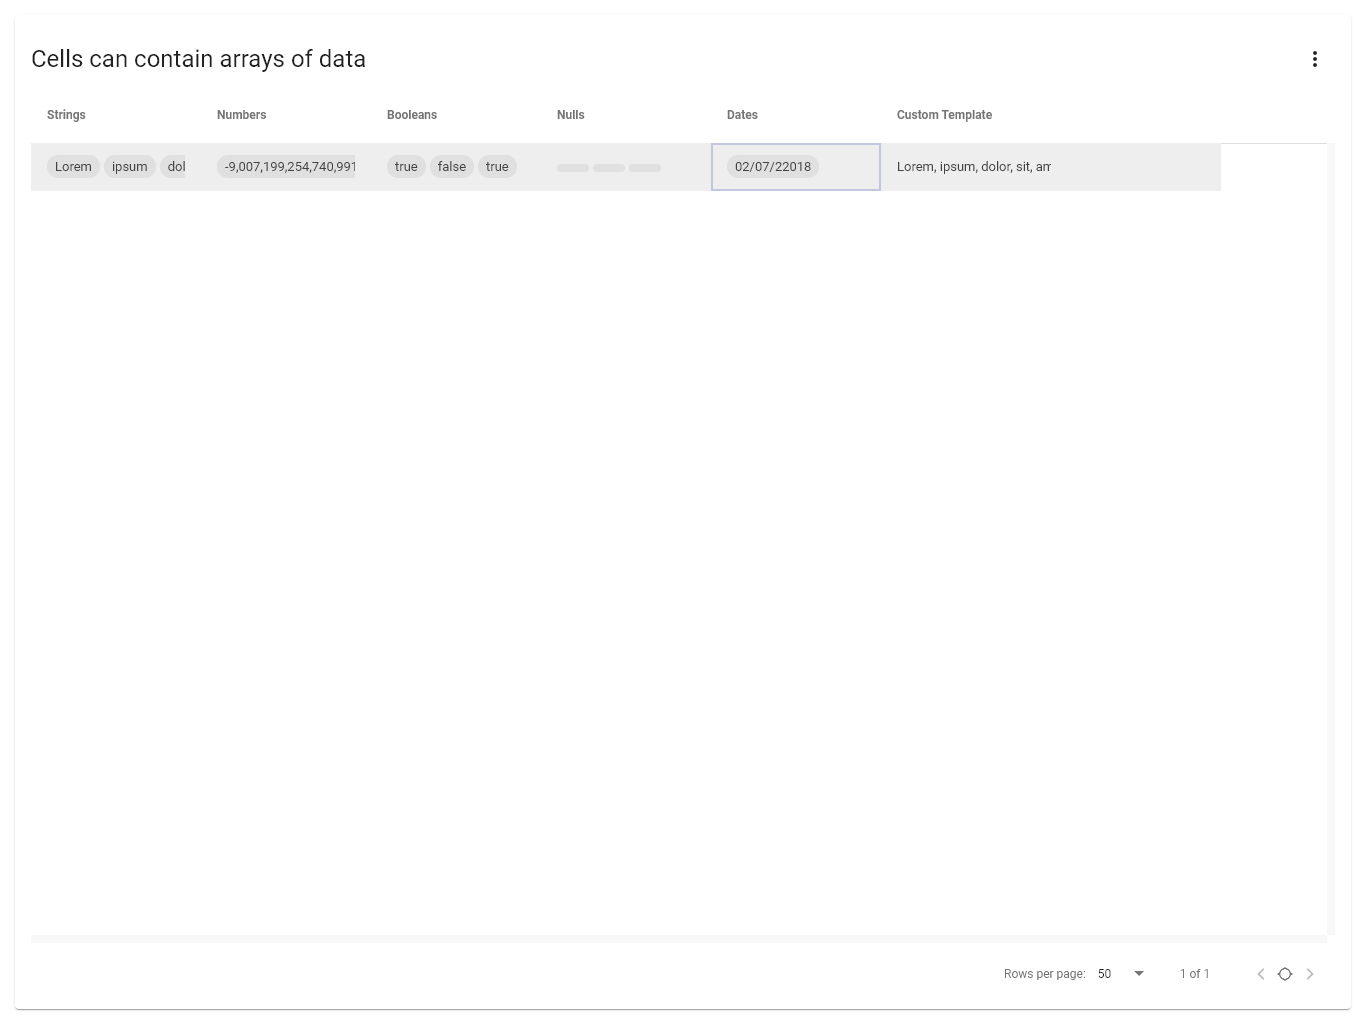 Cells can contain arrays of data
Strings Numbers Booleans Nulls Dates Custom Template
Lorem ipsum dol -9,007,199,254,740,991 true false true 02/07/22018 Lorem, ipsum, dolor, sit, am
Rows per page: 50 1 of 1